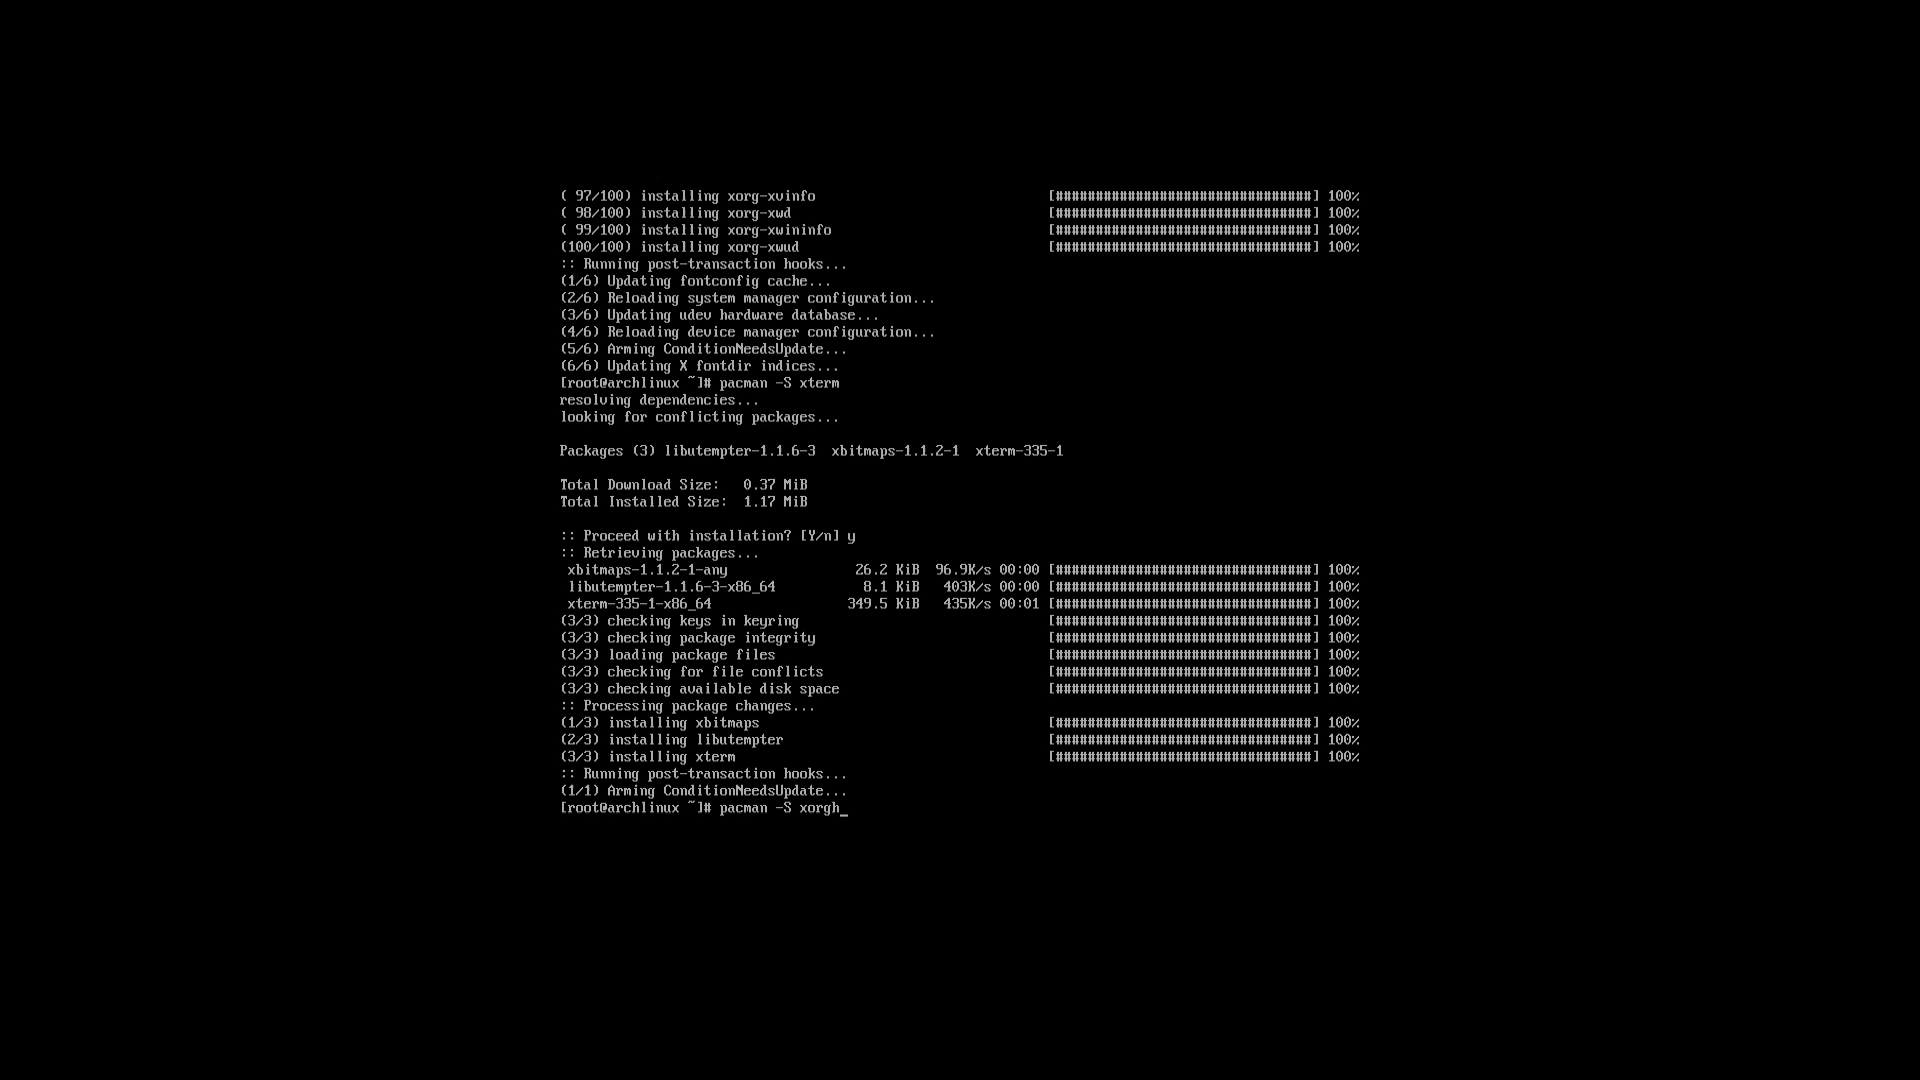 ( 97/100) installing xorg-xvinfo [################################] 100%
( 98/100) installing xorg-xwd [################################] 100%
( 99/100) installing xorg-xwininfo [################################] 100%
(100/100) installing xorg-xwud [################################] 100%
:: Running post-transaction hooks...
(1/6) Updating fontconfig cache...
(2/6) Reloading system manager configuration...
(3/6) Updating udev hardware database...
(4/6) Reloading device manager configuration...
(5/6) Arming ConditionNeedsUpdate...
(6/6) Updating X fontdir indices...
[root@archlinux ~]# pacman -S xterm
resolving dependencies...
looking for conflicting packages...
Packages (3) libutempter-1.1.6-3  xbitmaps-1.1.2-1  xterm-335-1
Total Download Size:   0.37 MiB
Total Installed Size:  1.17 MiB
:: Proceed with installation? [Y/n] y
:: Retrieving packages...
xbitmaps-1.1.2-1-any 26.2 KiB 96.9K/s 00:00 [################################] 100%
libutempter-1.1.6-3-x86_64 8.1 KiB 403K/s 00:00 [################################] 100%
xterm-335-1-x86_64 349.5 KiB 435K/s 00:01 [################################] 100%
(3/3) checking keys in keyring [################################] 100%
(3/3) checking package integrity [################################] 100%
(3/3) loading package files [################################] 100%
(3/3) checking for file conflicts [################################] 100%
(3/3) checking available disk space [################################] 100%
:: Processing package changes...
(1/3) installing xbitmaps [################################] 100%
(2/3) installing libutempter [################################] 100%
(3/3) installing xterm [################################] 100%
:: Running post-transaction hooks...
(1/1) Arming ConditionNeedsUpdate...
[root@archlinux ~]# pacman -S xorgh_